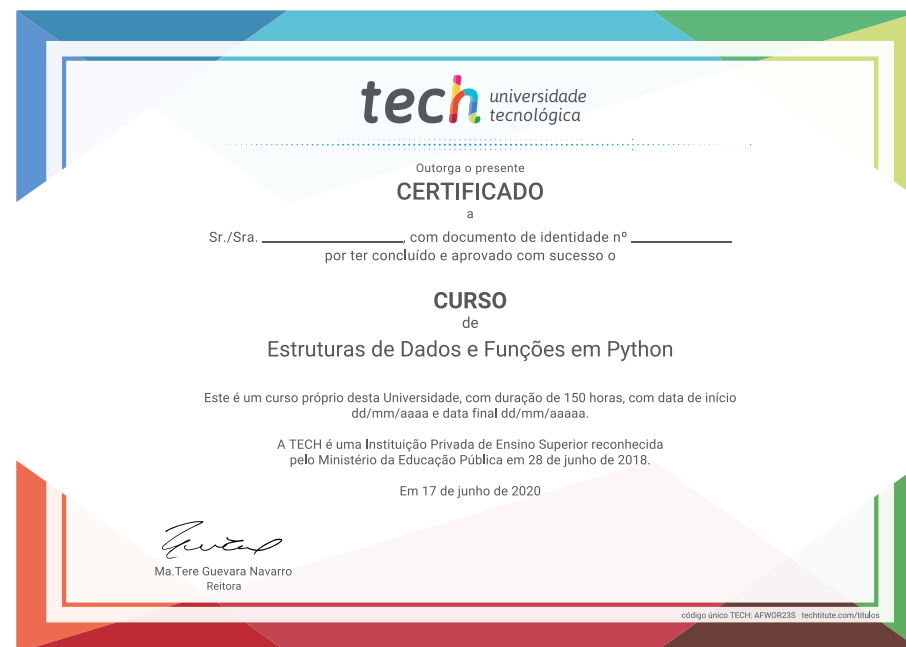 tech universidade
tecnológica
Outorga o presente
CERTIFICADO
a
Sr./Sra. ____________, com documento de identidade nº ____________
por ter concluído e aprovado com sucesso o
CURSO
de
Estruturas de Dados e Funções em Python
Este é um curso próprio desta Universidade, com duração de 150 horas, com data de início
dd/mm/aaaa e data final dd/mm/aaaaa.
A TECH é uma Instituição Privada de Ensino Superior reconhecida
pelo Ministério da Educação Pública em 28 de junho de 2018.
Em 17 de junho de 2020
Ma.Tere Guevara Navarro
Reitora
código único TECH: AFWOR23S techtitute.com/titulos